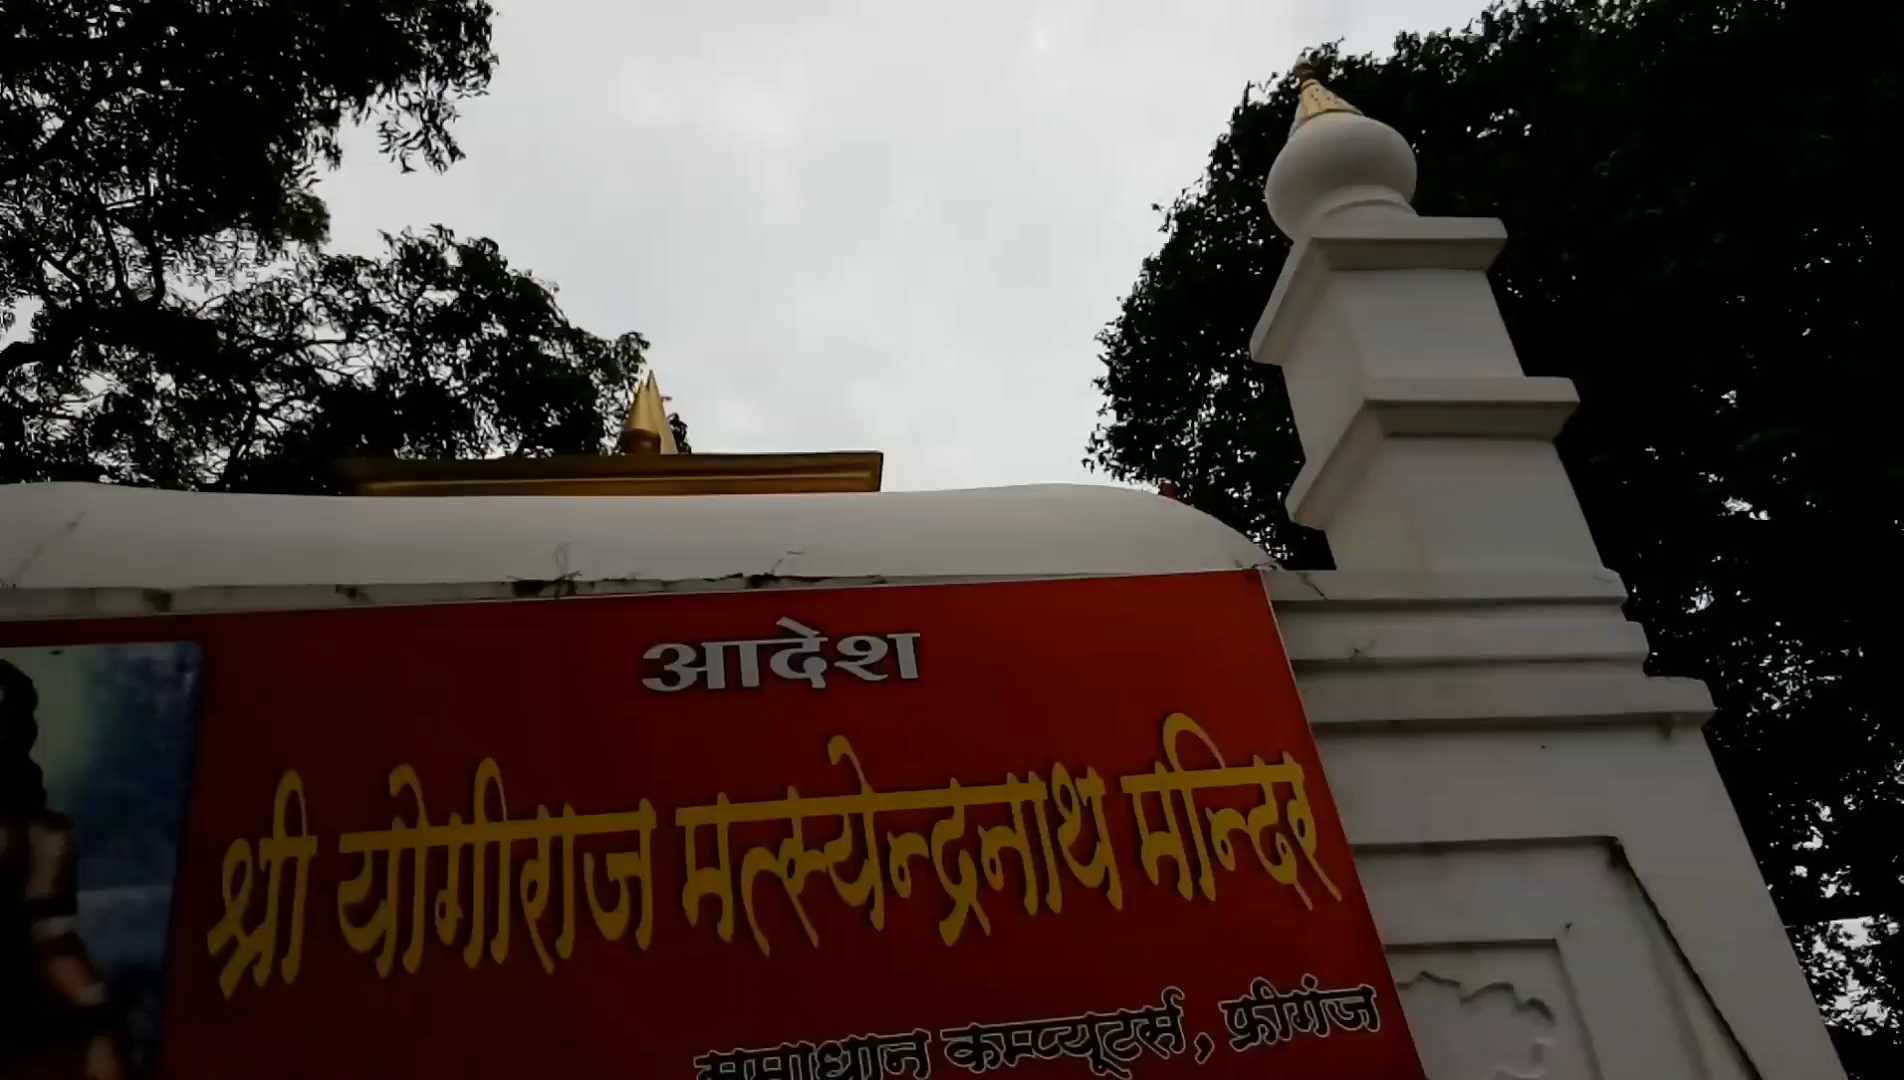 आदेश
श्री योगीराज मत्स्येन्द्रनाथ मन्दिर
समाधान कम्प्यूटर्स, फ्रीगंज